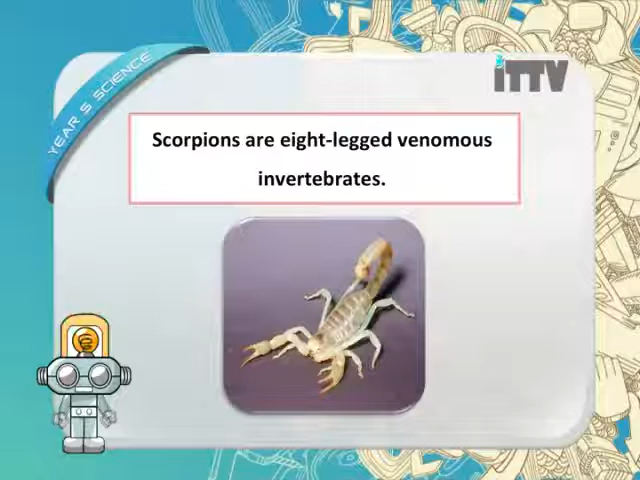 YEAR 5 SCIENCE
iTTV
Scorpions are eight-legged venomous
invertebrates.